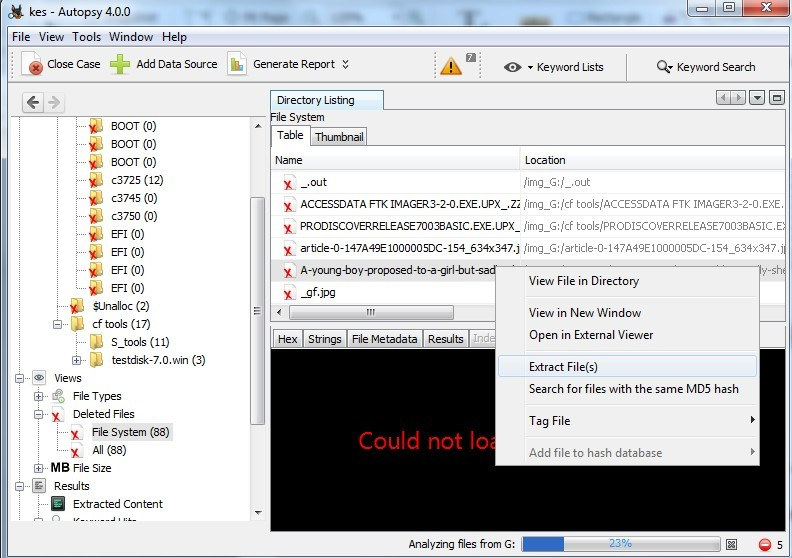 kes - Autopsy 4.0.0
File View Tools Window Help
Close Case Add Data Source Generate Report 7 Keyword Lists Keyword Search
Directory Listing
File System
Table Thumbnail
Name Location
_.out /img_G:/_.out
ACCESSDATA FTK IMAGER3-2-0.EXE.UPX_.ZZ /img_G:/cf tools/ACCESSDATA FTK IMAGER3-2-0.EXE.UPX_.
PRODISCOVERRELEASE7003BASIC.EXE.UPX_. /img_G:/cf tools/PRODISCOVERRELEASE7003BASIC.EXE.U
article-0-147A49E1000005DC-154_634x347.j /img_G:/article-0-147A49E1000005DC-154_634x347.jpg
A-young-boy-proposed-to-a-girl-but-sad
_gf.jpg
BOOT (0)
BOOT (0)
BOOT (0)
c3725 (12)
c3745 (0)
c3750 (0)
EFI (0)
EFI (0)
EFI (0)
EFI (0)
$Unalloc (2)
cf tools (17)
S_tools (11)
testdisk-7.0.win (3)
Views
File Types
Deleted Files
File System (88)
All (88)
MB File Size
Results
Extracted Content
Keyword Hits
Hex Strings File Metadata Results Inde
Could not loa
View File in Directory
View in New Window
Open in External Viewer
Extract File(s)
Search for files with the same MD5 hash
Tag File
Add file to hash database
Analyzing files from G: 23% 5